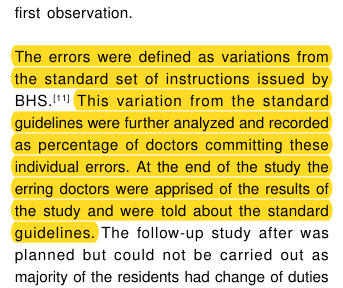 first observation.
The errors were defined as variations from
the standard set of instructions issued by
BHS.[11] This variation from the standard
guidelines were further analyzed and recorded
as percentage of doctors committing these
individual errors. At the end of the study the
erring doctors were apprised of the results of
the study and were told about the standard
guidelines. The follow-up study after was
planned but could not be carried out as
majority of the residents had change of duties